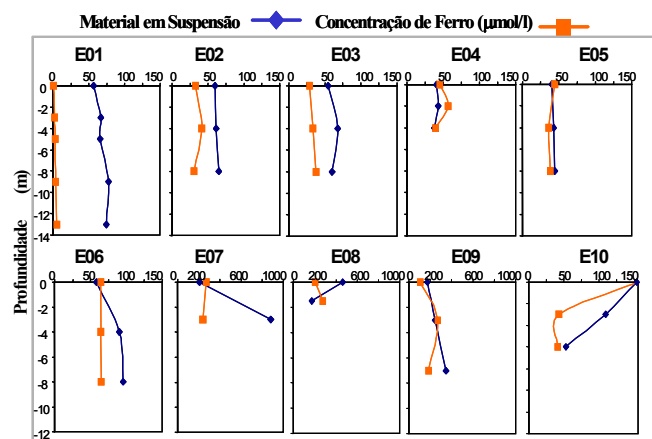 Material em Suspensão Concentração de Ferro (µmol/l)
E01 E02 E03 E04 E05
0 50 100 150 0 50 100 150 0 50 100 150 0 50 100 150 0 50 100 150
0
-2
-4
-6
-8
-10
-12
-14
Profundidade (m)
E06 E07 E08 E09 E10
0 50 100 150 0 200 600 1000 0 200 600 1000 0 200 600 1000 0 50 100 150
0
-2
-4
-6
-8
-10
-12